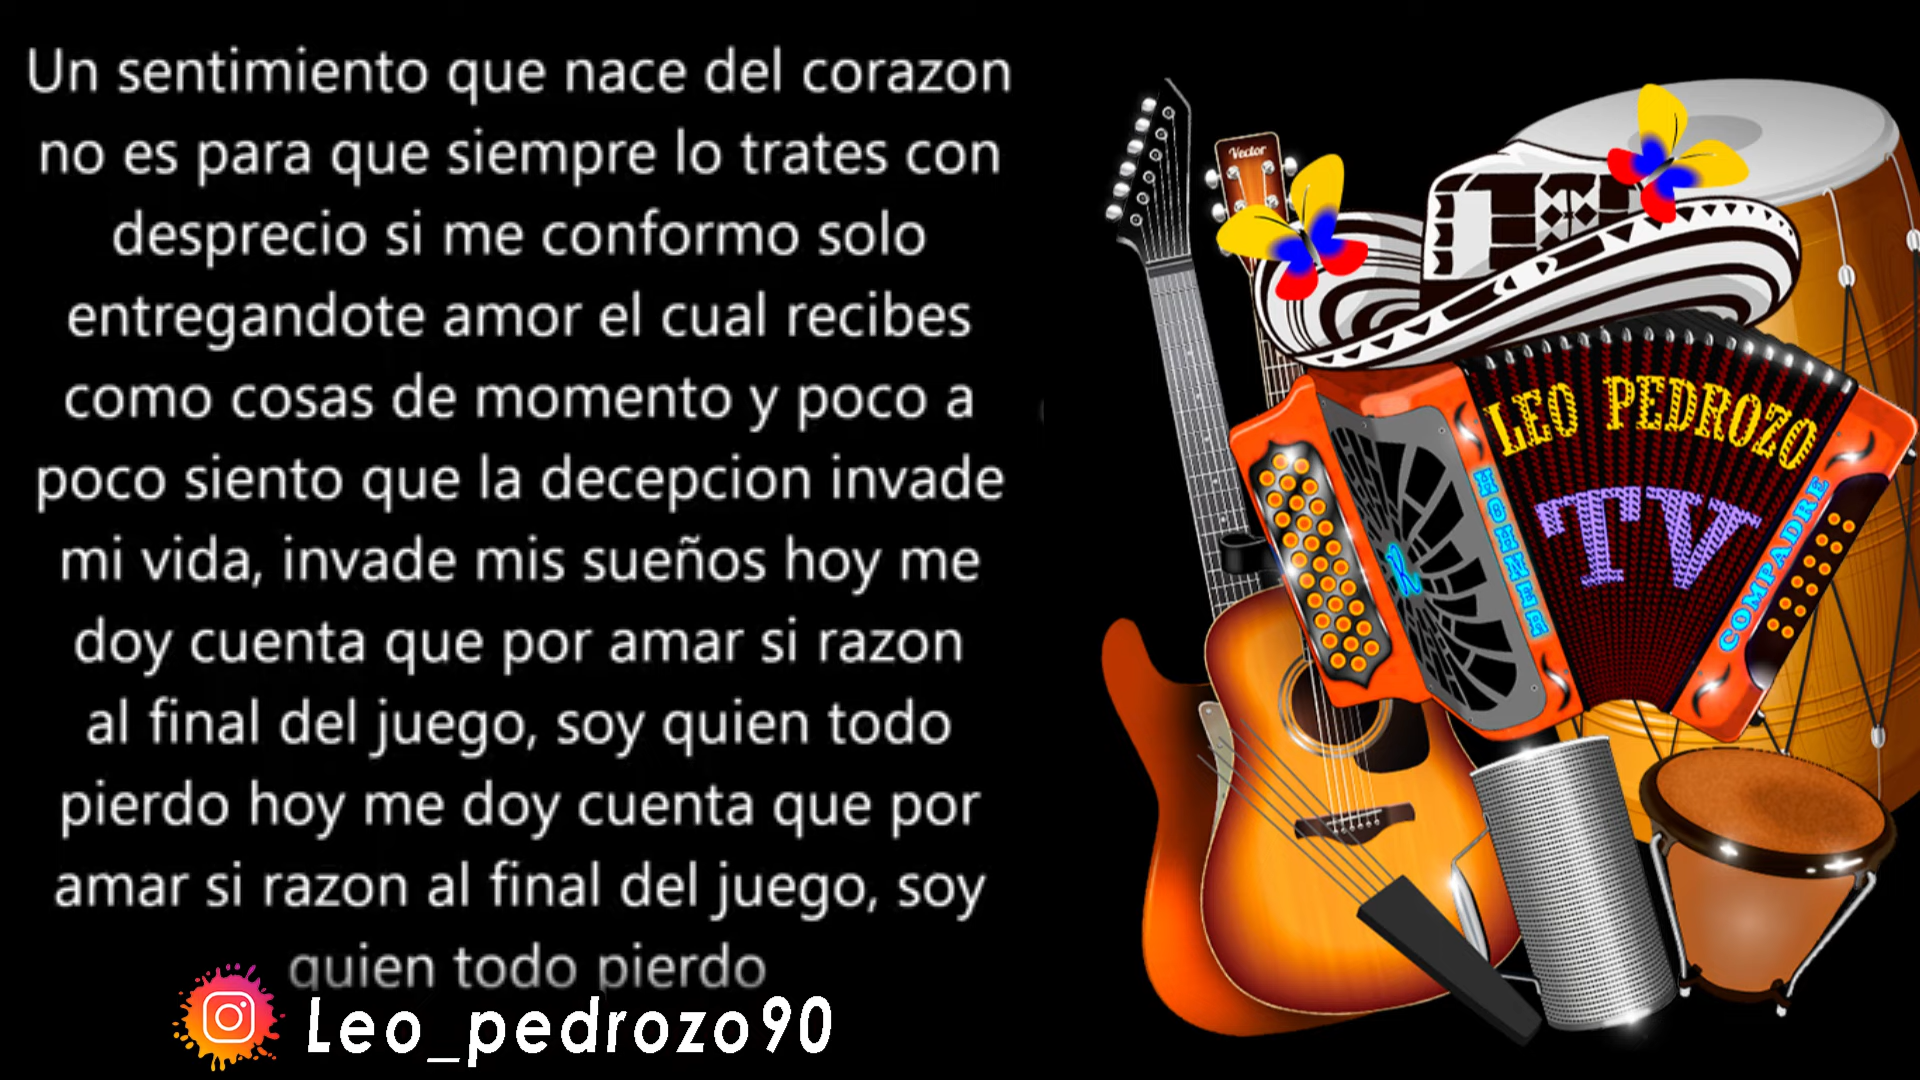 Un sentimiento que nace del corazon
no es para que siempre lo trates con
desprecio si me conformo solo
entregandote amor el cual recibes
como cosas de momento y poco a
poco siento que la decepcion invade
mi vida, invade mis sueños hoy me
doy cuenta que por amar si razon
al final del juego, soy quien todo
pierdo hoy me doy cuenta que por
amar si razon al final del juego, soy
quien todo pierdo
Leo_pedrozo90
Vector
LEO PEDROZO
TV
HOHNER
COMPADRE
R